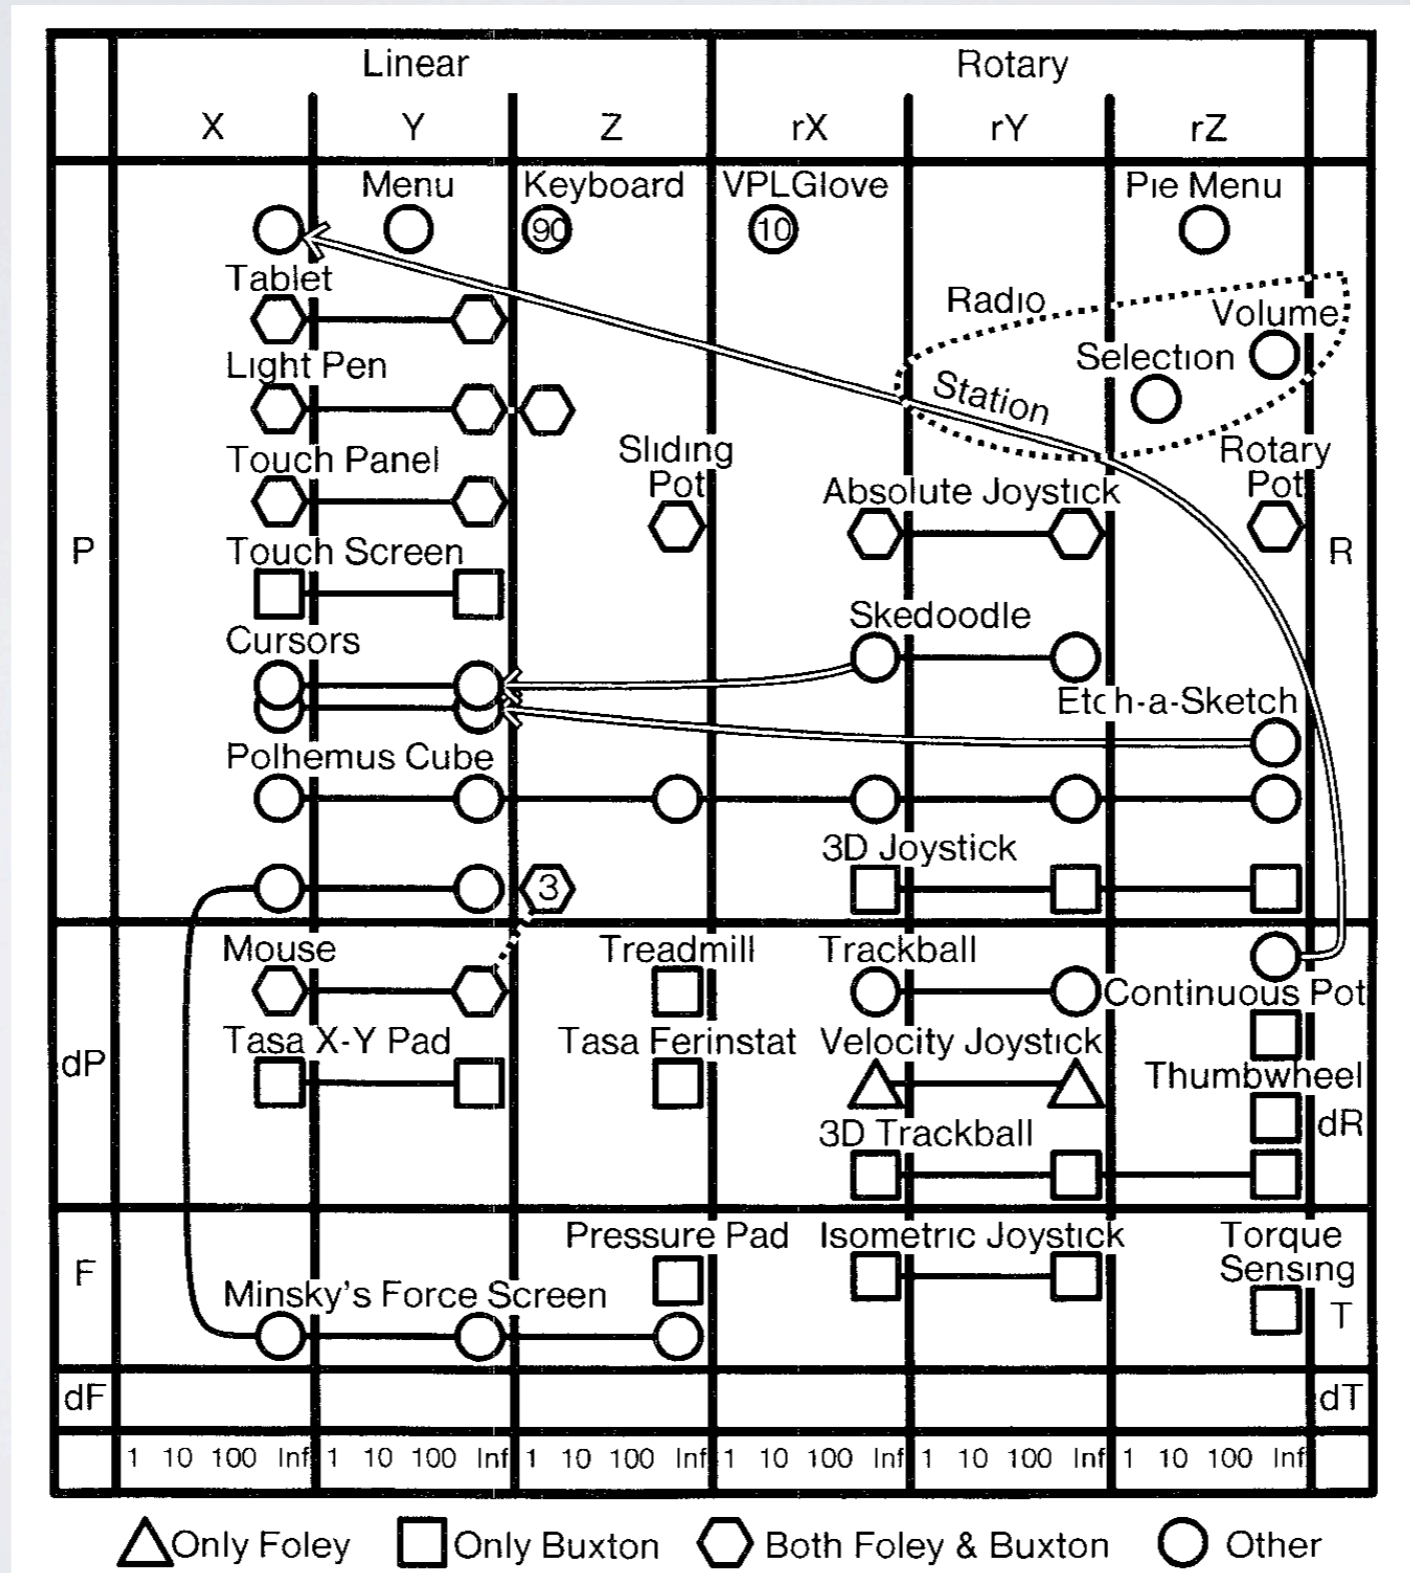 Linear Rotary
X Y Z rX rY rZ
Menu Keyboard VPLGlove Pie Menu
90 10
Tablet
Radio
Volume
Light Pen
Selection
Station
Touch Panel
Sliding
Pot
Rotary
Pot
Absolute Joystick
P R
Touch Screen
Skedoodle
Cursors
Etch-a-Sketch
Polhemus Cube
3D Joystick
3
Mouse Treadmill Trackball
Continuous Pot
Tasa X-Y Pad Tasa Ferinstat Velocity Joystick
dP
Thumbwheel
dR
3D Trackball
Pressure Pad Isometric Joystick Torque
Sensing
F
Minsky's Force Screen
T
dF dT
1 10 100 Inf 1 10 100 Inf 1 10 100 Inf 1 10 100 Inf 1 10 100 Inf 1 10 100 Inf
Only Foley Only Buxton Both Foley & Buxton Other